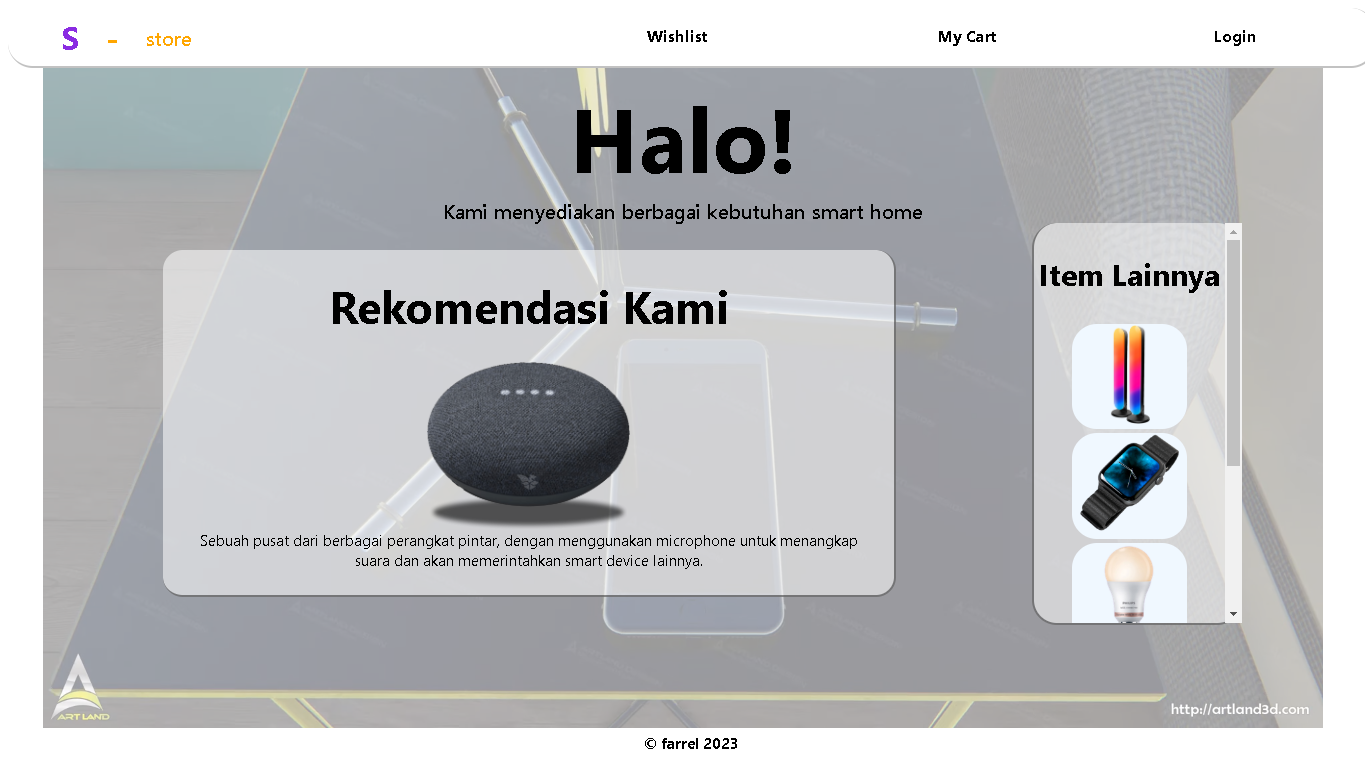 S - store
Wishlist
My Cart
Login
Halo!
Kami menyediakan berbagai kebutuhan smart home
Rekomendasi Kami
Sebuah pusat dari berbagai perangkat pintar, dengan menggunakan microphone untuk menangkap
suara dan akan memerintahkan smart device lainnya.
Item Lainnya
ART LAND
http://artland3d.com
© farrel 2023